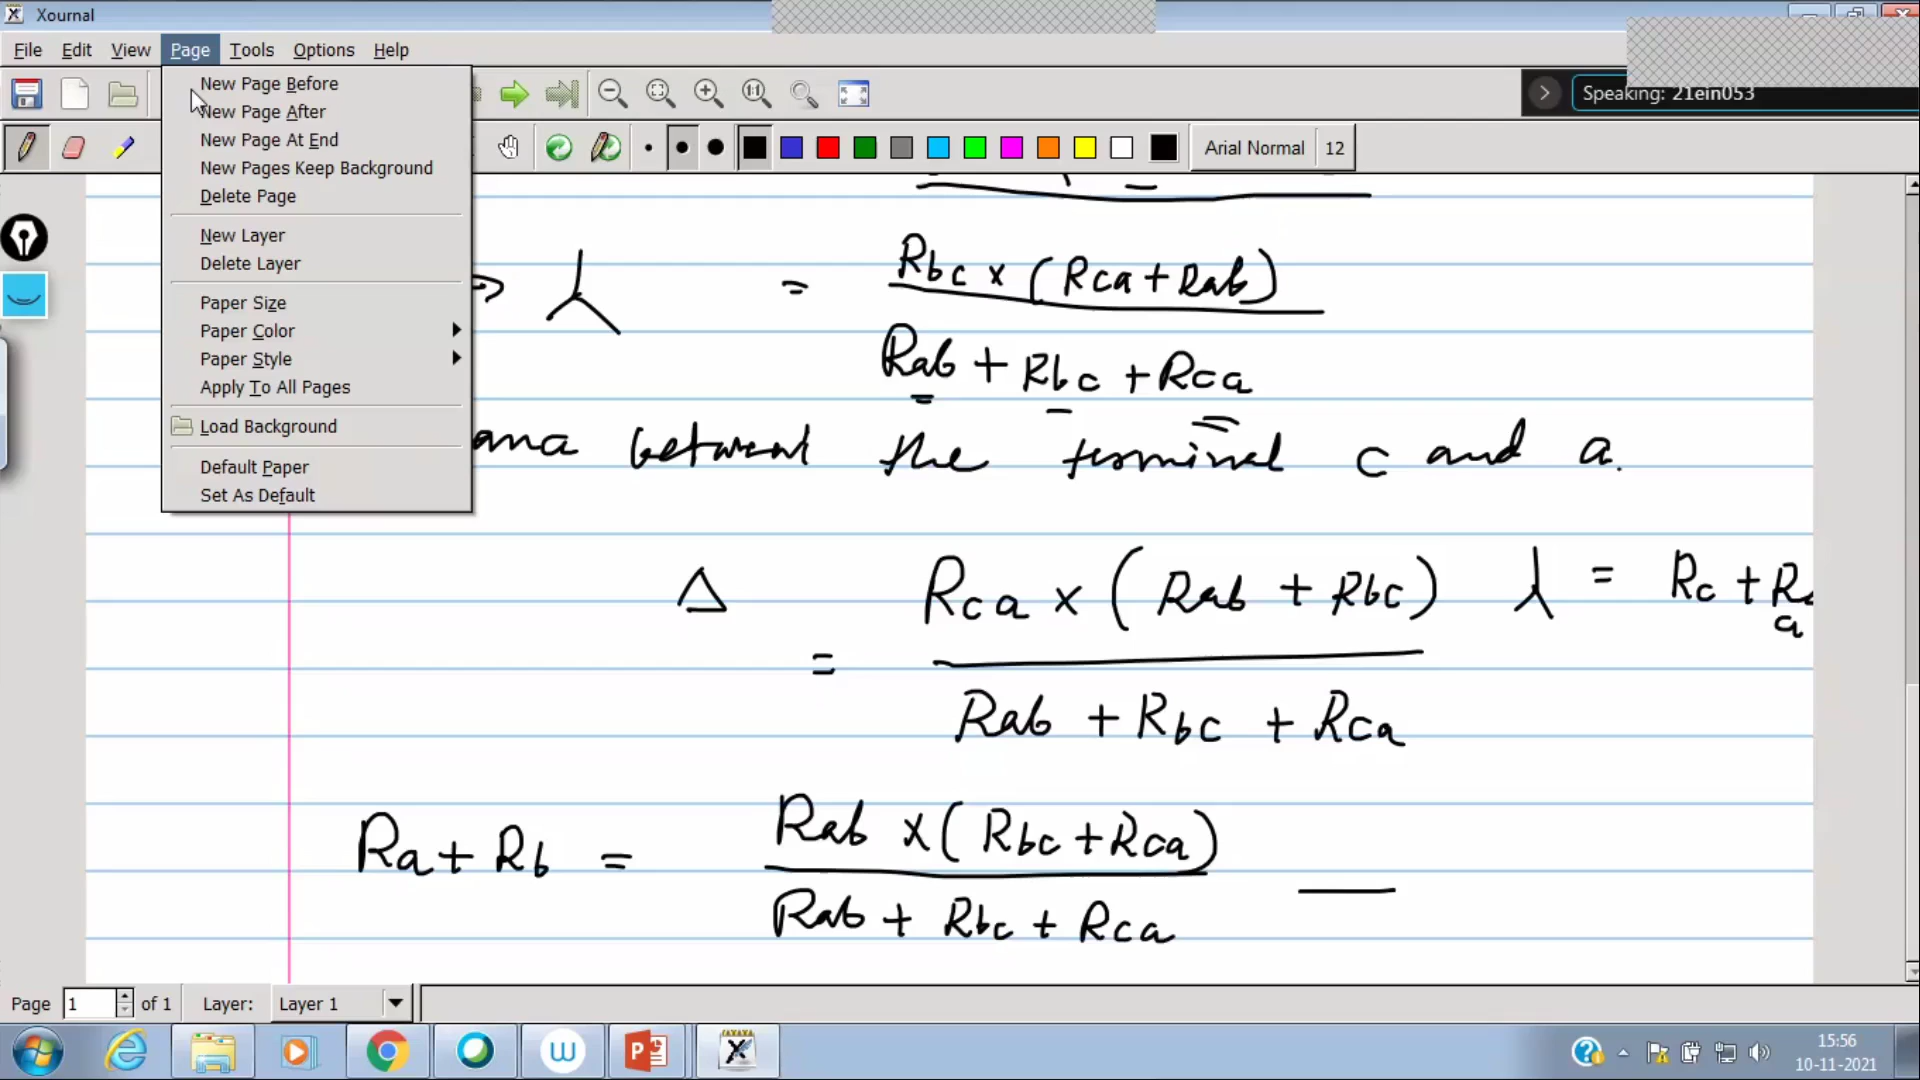 Xournal
File Edit View Page Tools Options Help
New Page Before
New Page After
New Page At End
New Pages Keep Background
Delete Page
New Layer
Delete Layer
Paper Size
Paper Color
Paper Style
Apply To All Pages
Load Background
Default Paper
Set As Default
Speaking: 21ein053
Arial Normal 12
= Rbc × (Rca + Rab)
Rab + Rbc + Rca
the terminal c and a.
Δ = Rca × (Rab + Rbc) λ = Rc + Ra
Rab + Rbc + Rca
Ra + Rb = Rab × (Rbc + Rca)
Rab + Rbc + Rca
Page 1 of 1 Layer: Layer 1
15:56
10-11-2021